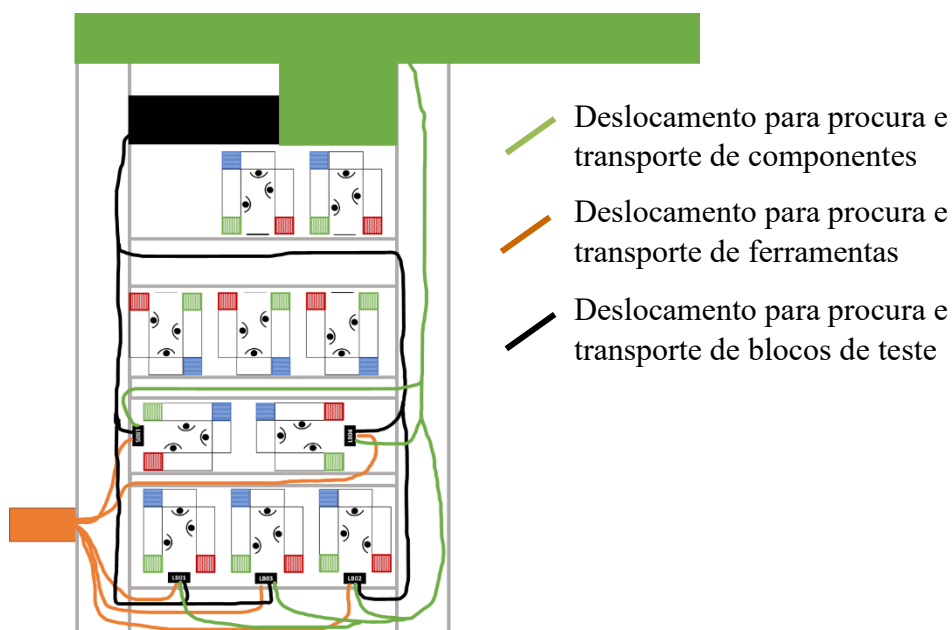 Deslocamento para procura e
transporte de componentes
Deslocamento para procura e
transporte de ferramentas
Deslocamento para procura e
transporte de blocos de teste
LB01
LB03
LB02